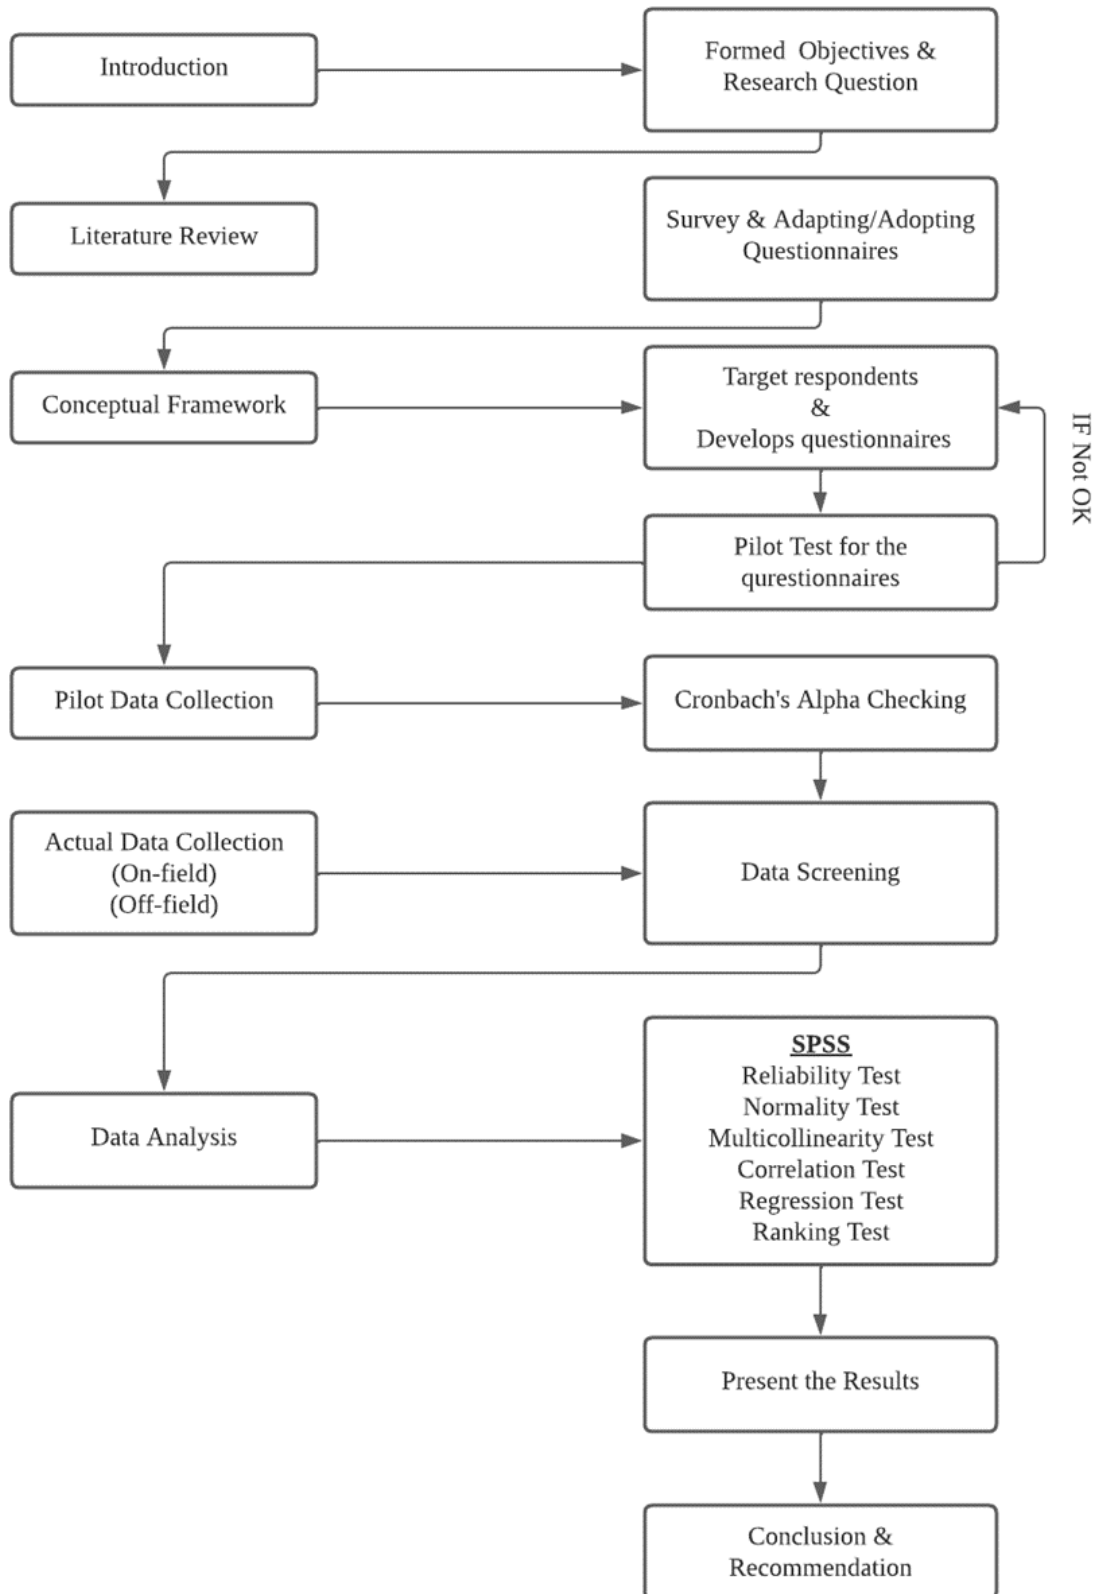 Introduction
Formed Objectives &
Research Question
Literature Review
Survey & Adapting/Adopting
Questionnaires
Conceptual Framework
Target respondents
&
Develops questionnaires
IF Not OK
Pilot Test for the
qurestionnaires
Pilot Data Collection
Cronbach's Alpha Checking
Actual Data Collection
(On-field)
(Off-field)
Data Screening
Data Analysis
SPSS
Reliability Test
Normality Test
Multicollinearity Test
Correlation Test
Regression Test
Ranking Test
Present the Results
Conclusion &
Recommendation